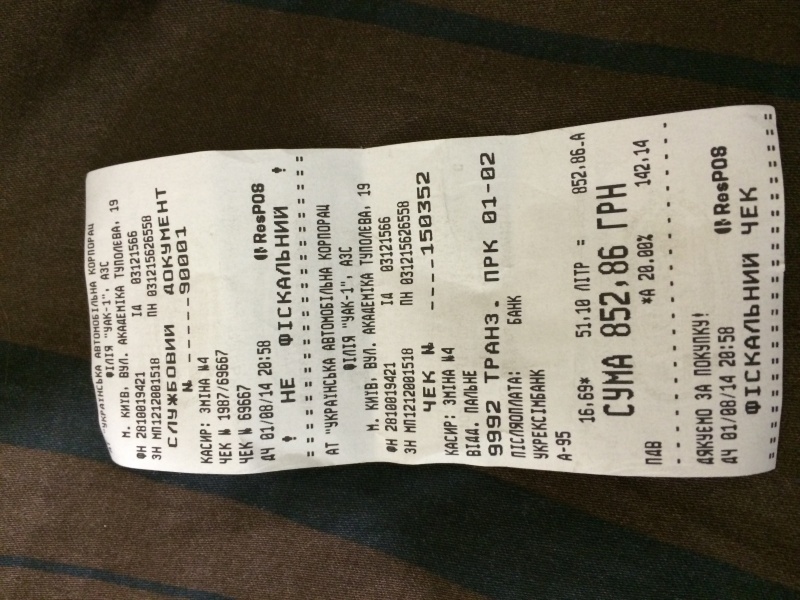 АТ "УКРАЇНСЬКА АВТОМОБІЛЬНА КОРПОРАЦ
ФІЛІЯ "УАК-1", АЗС
М. КИЇВ, ВУЛ. АКАДЕМІКА ТУПОЛЕВА, 19
ФН 2810019421 ІД 03121566
ЗН МП1212001518 ПН 031215626558
СЛУЖБОВИЙ ДОКУМЕНТ
№ -----90001
КАСИР: ЗМІНА №4
ЧЕК № 1987/69667
ЧЕК № 69667
ДЧ 01/08/14 20:58 ResPOS
! НЕ ФІСКАЛЬНИЙ !
АТ "УКРАЇНСЬКА АВТОМОБІЛЬНА КОРПОРАЦ
ФІЛІЯ "УАК-1", АЗС
М. КИЇВ, ВУЛ. АКАДЕМІКА ТУПОЛЕВА, 19
ФН 2810019421 ІД 03121566
ЗН МП1212001518 ПН 031215626558
ЧЕК № ----150352
КАСИР: ЗМІНА №4
ВІДД. ПАЛЬНЕ
9992 ТРАНЗ. ПРК 01-02
ПІСЛЯОПЛАТА: БАНК
УКРЕКСІМБАНК
А-95
16,69* 51,10 ЛІТР = 852,86-А
СУМА 852,86 ГРН
ПДВ *А 20,00% 142,14
ДЯКУЄМО ЗА ПОКУПКУ!
ДЧ 01/08/14 20:58 ResPOS
ФІСКАЛЬНИЙ ЧЕК